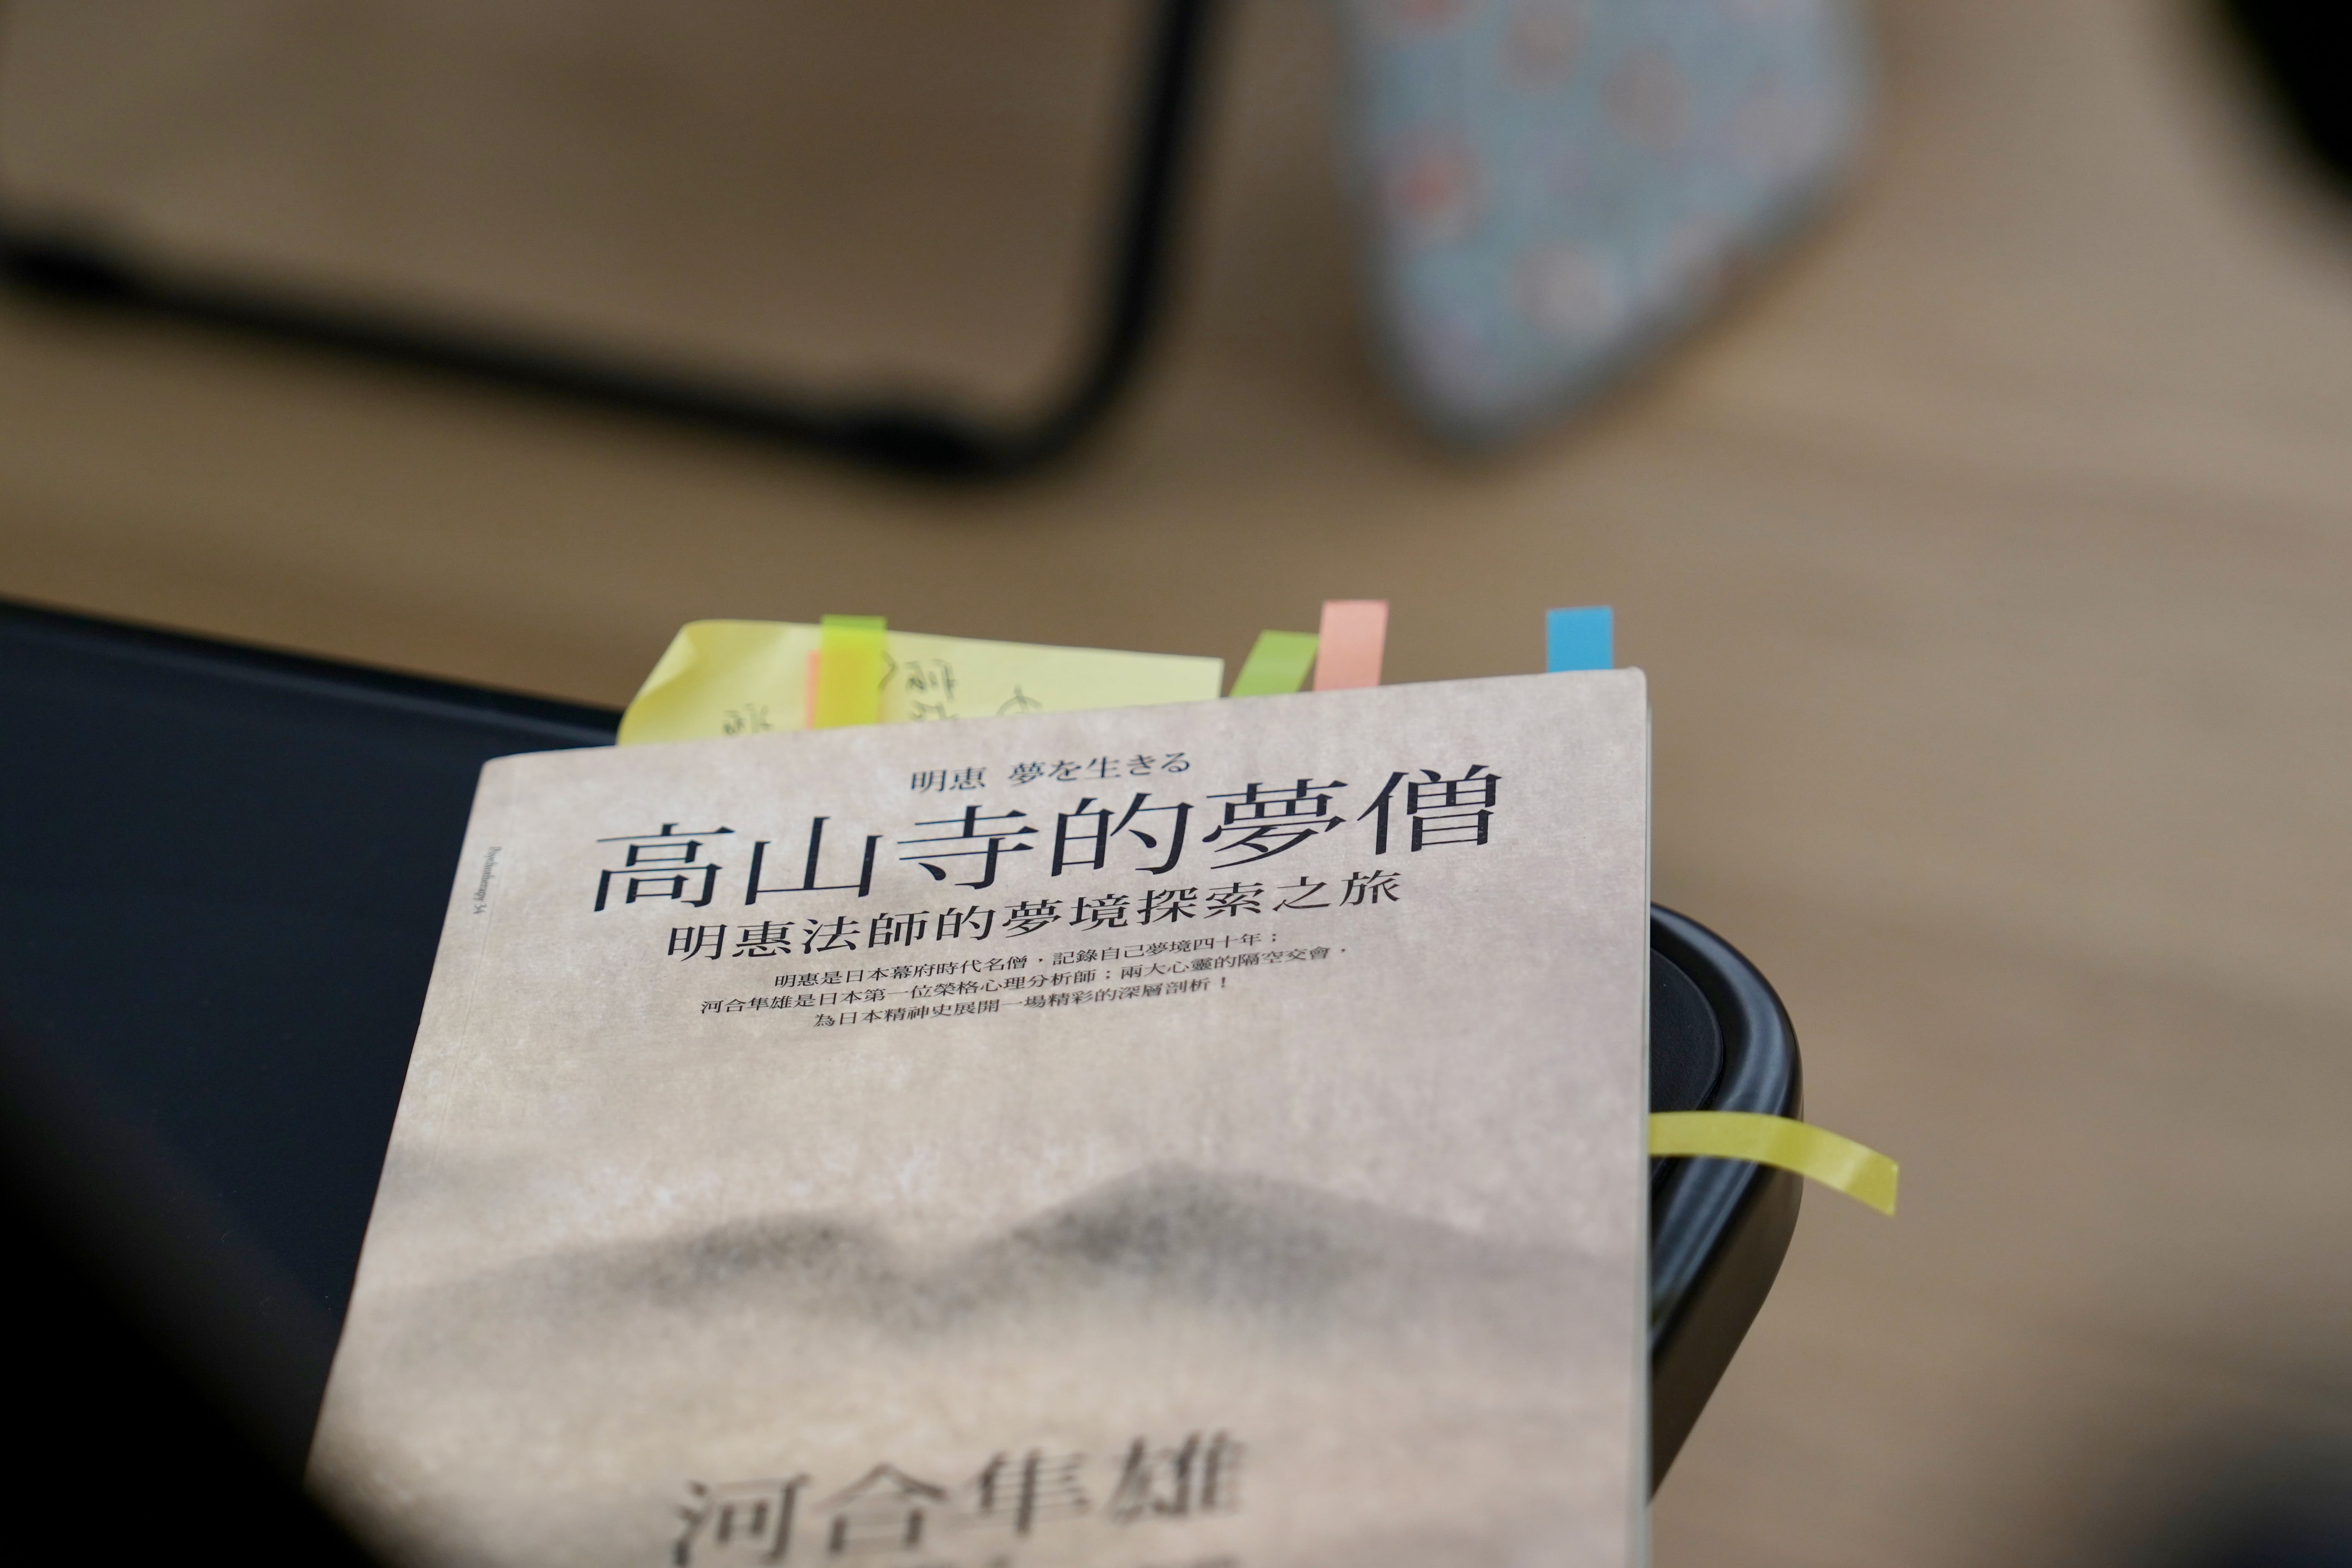 明恵 夢を生きる
高山寺的夢僧
明惠法師的夢境探索之旅
明惠是日本幕府時代名僧，記錄自己夢境四十年；
河合隼雄是日本第一位榮格心理分析師；兩大心靈的隔空交會，
為日本精神史展開一場精彩的深層剖析！
Psychotherapy 34
河合隼雄